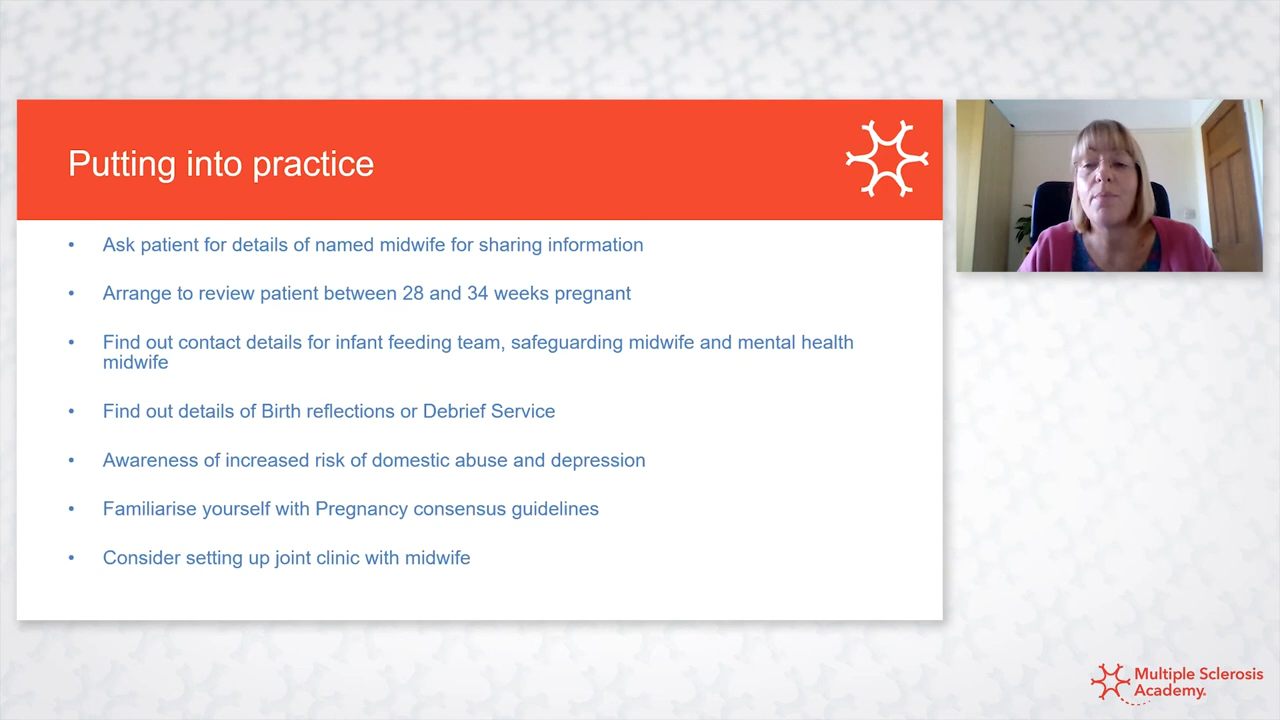 Putting into practice
• Ask patient for details of named midwife for sharing information
• Arrange to review patient between 28 and 34 weeks pregnant
• Find out contact details for infant feeding team, safeguarding midwife and mental health
midwife
• Find out details of Birth reflections or Debrief Service
• Awareness of increased risk of domestic abuse and depression
• Familiarise yourself with Pregnancy consensus guidelines
• Consider setting up joint clinic with midwife
Multiple Sclerosis
Academy.